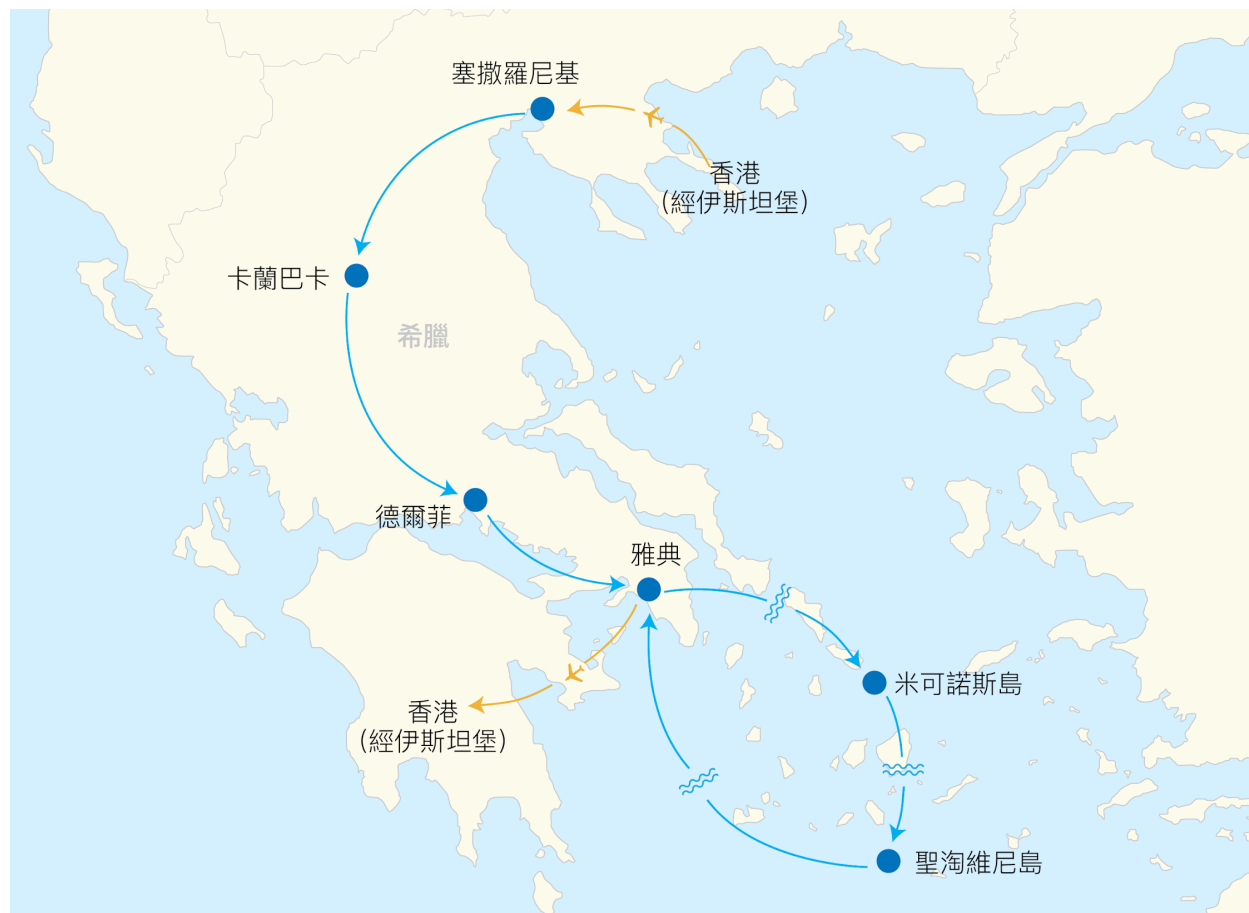 塞撒羅尼基
香港
(經伊斯坦堡)
卡蘭巴卡
希臘
德爾菲
雅典
米可諾斯島
香港
(經伊斯坦堡)
聖淘維尼島